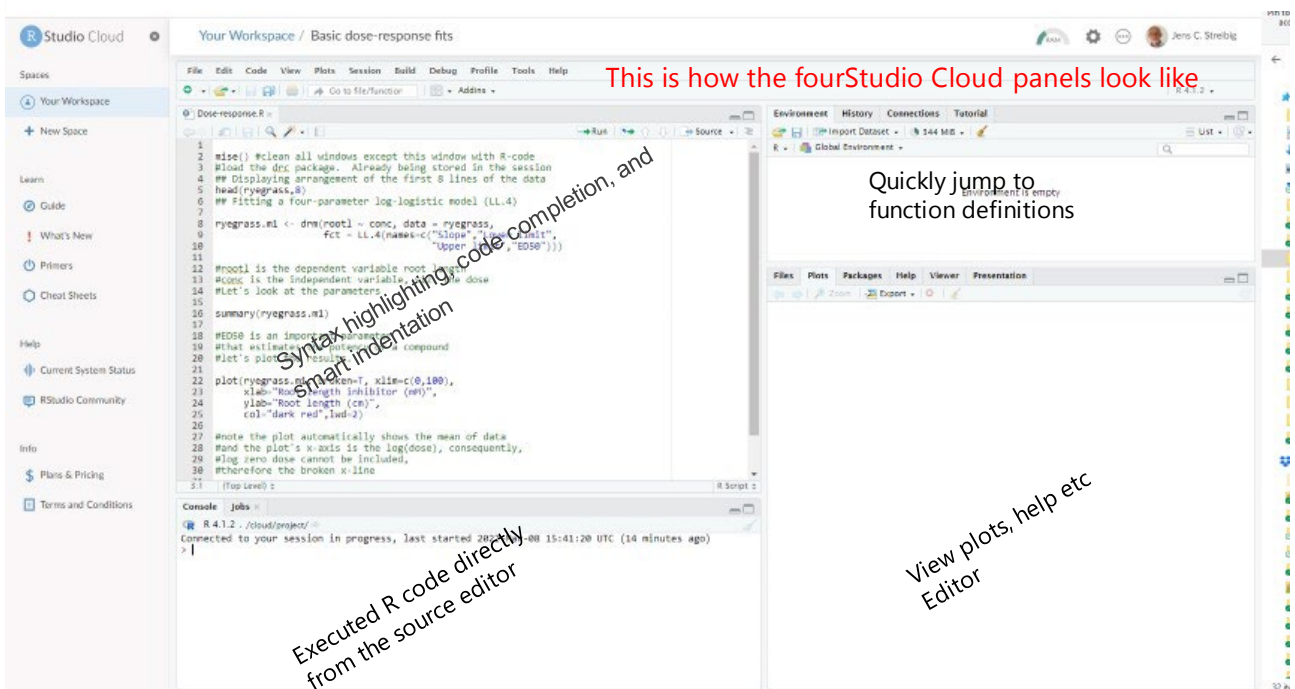 R Studio Cloud
Your Workspace / Basic dose-response fits
RAM
Jens C. Streibig
Spaces
Your Workspace
New Space
Learn
Guide
What's New
Primers
Cheat Sheets
Help
Current System Status
RStudio Community
Info
Plans & Pricing
Terms and Conditions
File Edit Code View Plots Session Build Debug Profile Tools Help
This is how the fourStudio Cloud panels look like
Go to file/function
Addins
R 4.1.2
Dose-response.R
Run
Source
1
2 mise() #clean all windows except this window with R-code
3 #load the drc package. Already being stored in the session
4 ## Displaying arrangement of the first 8 lines of the data
5 head(ryegrass,8)
6 ## Fitting a four-parameter log-logistic model (LL.4)
7
8 ryegrass.m1 <- drm(rootl ~ conc, data = ryegrass,
9 fct = LL.4(names=c("Slope","Lower limit",
10 "Upper limit","ED50")))
11
12 #rootl is the dependent variable root length
13 #conc is the independent variable, dose
14 #Let's look at the parameters
15
16 summary(ryegrass.m1)
17
18 #ED50 is an important parameter
19 #that estimates potency a compound
20 #let's plot results.
21
22 plot(ryegrass.m1, broken=T, xlim=c(0,100),
23 xlab="Root length inhibitor (mM)",
24 ylab="Root length (cm)",
25 col="dark red",lwd=2)
26
27 #note the plot automatically shows the mean of data
28 #and the plot's x-axis is the log(dose), consequently,
29 #log zero dose cannot be included,
30 #therefore the broken x-line
5:1 (Top Level) R Script
Syntax highlighting, code completion, and
smart indentation
Console Jobs
R 4.1.2 . /cloud/project/
Connected to your session in progress, last started 15:41:20 UTC (14 minutes ago)
>
Executed R code directly
from the source editor
Environment History Connections Tutorial
Import Dataset 144 MiB List
R Global Environment
Environment is empty
Quickly jump to
function definitions
Files Plots Packages Help Viewer Presentation
Zoom Export
View plots, help etc
Editor